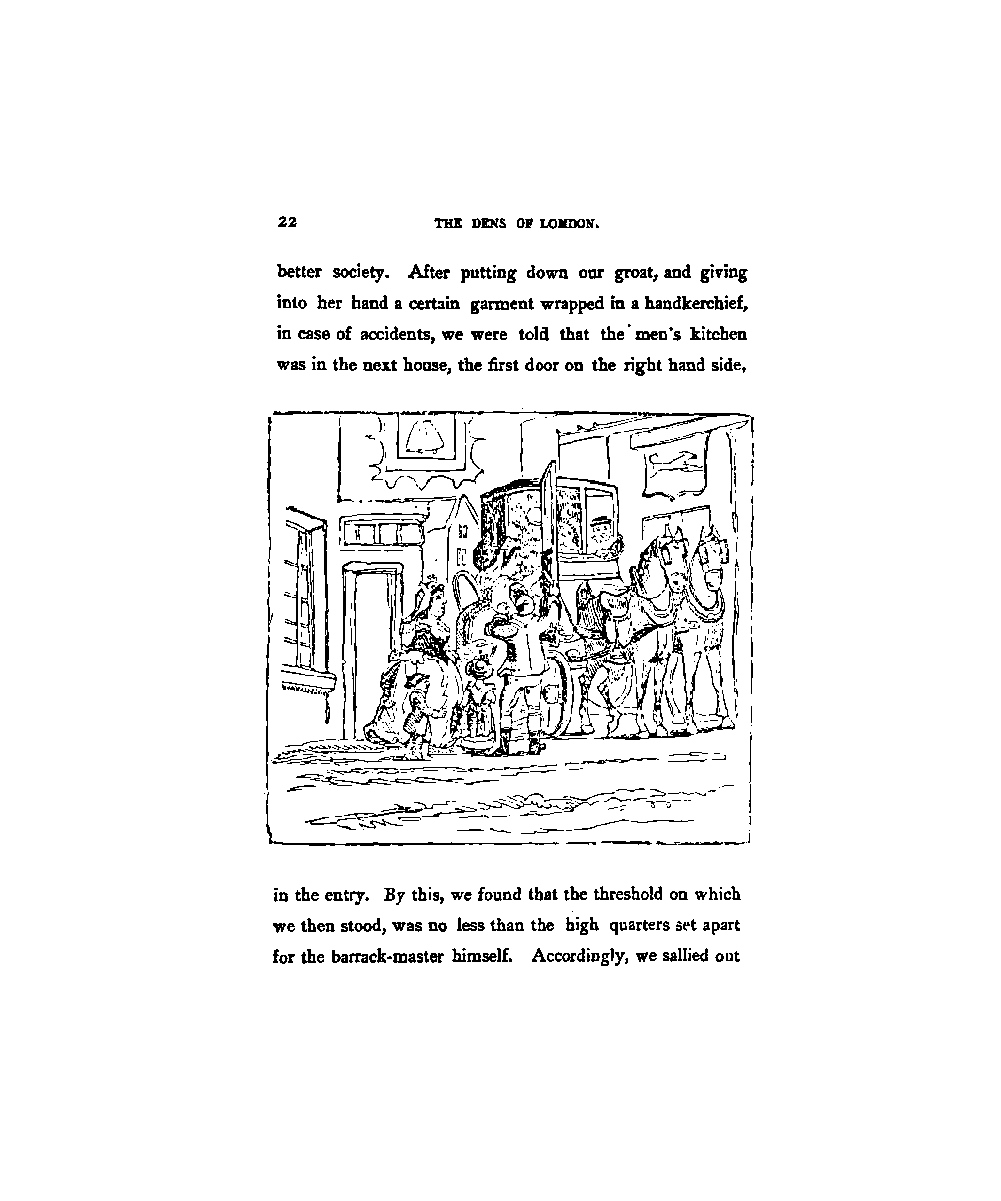 22 THE DENS OF LONDON.
better society. After putting down our groat, and giving
into her hand a certain garment wrapped in a handkerchief,
in case of accidents, we were told that the men's kitchen
was in the next house, the first door on the right hand side,
in the entry. By this, we found that the threshold on which
we then stood, was no less than the high quarters set apart
for the barrack-master himself. Accordingly, we sallied out